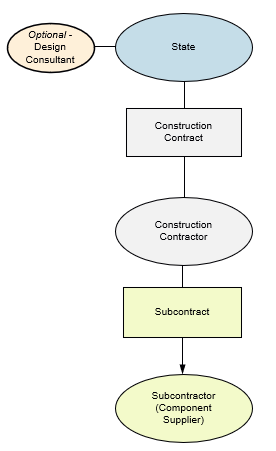 Optional -
Design
Consultant
State
Construction
Contract
Construction
Contractor
Subcontract
Subcontractor
(Component
Supplier)